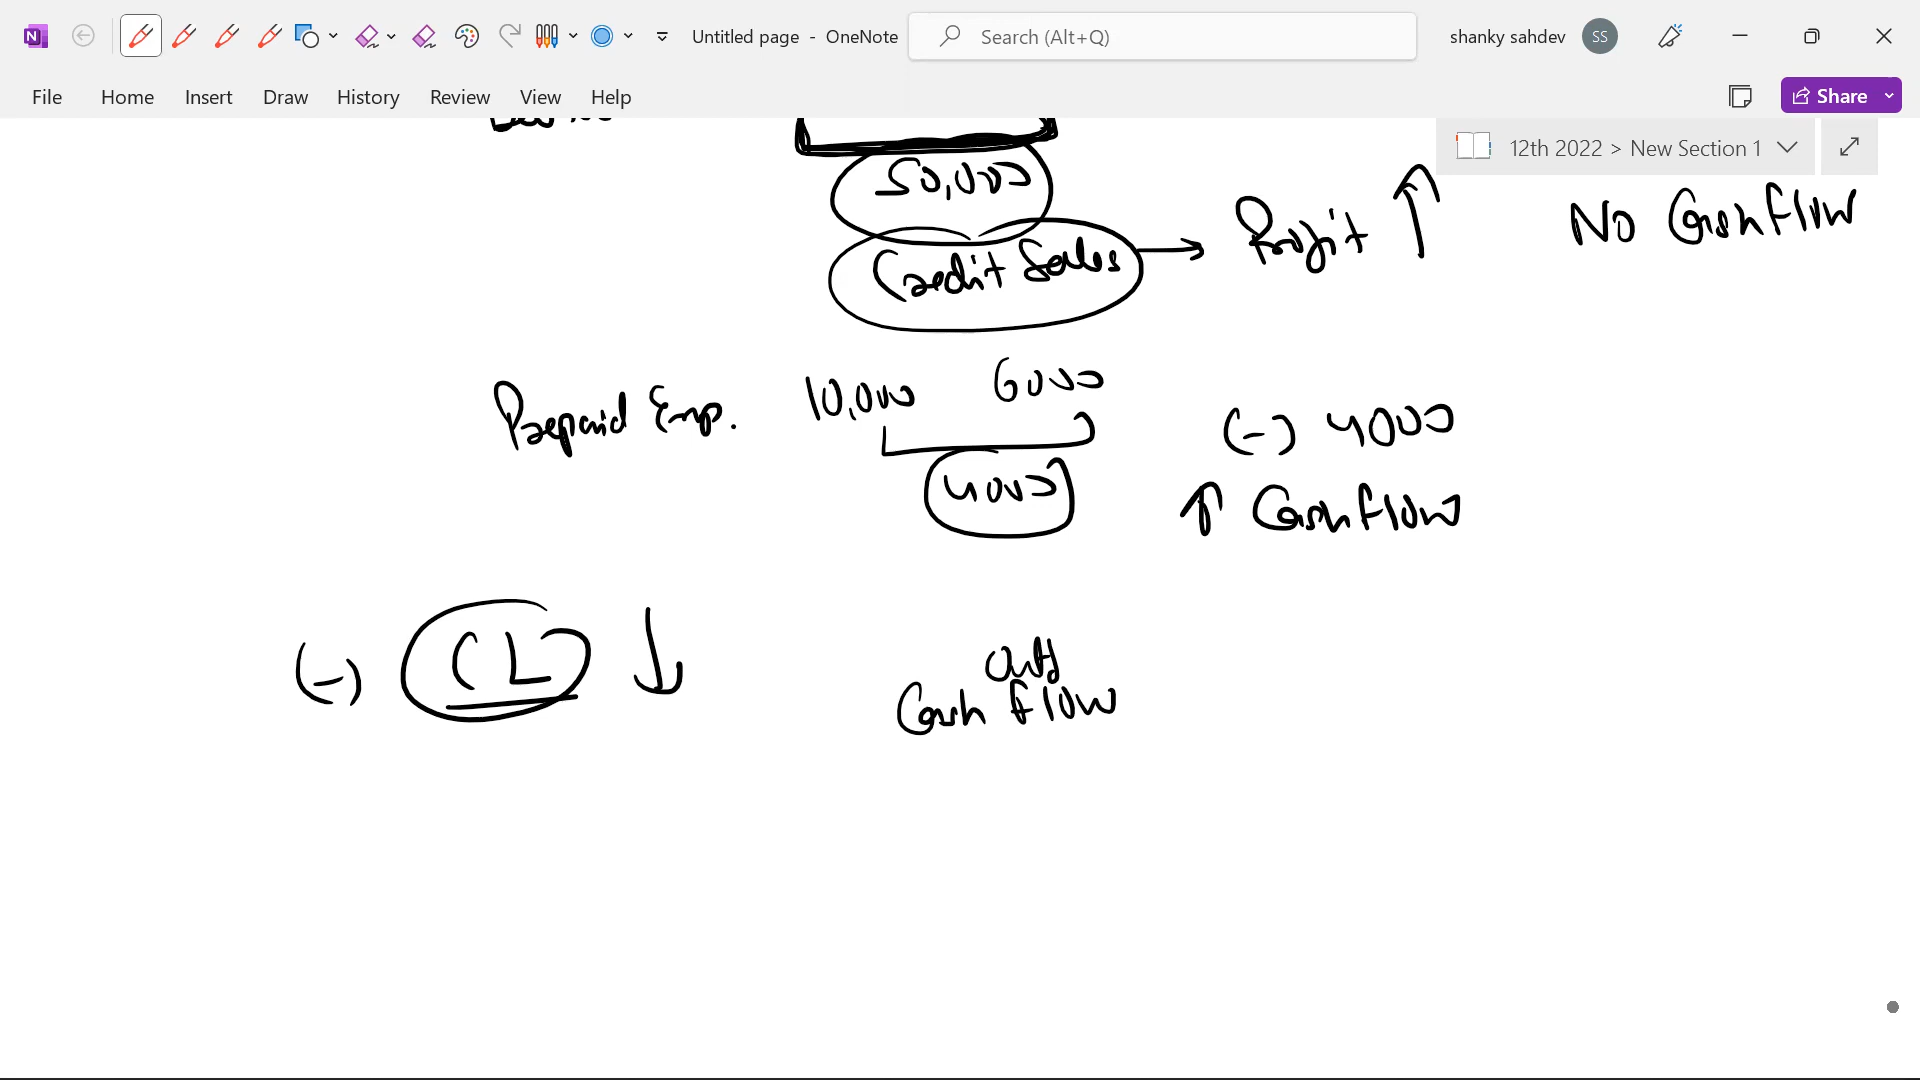 Untitled page - OneNote
Search (Alt+Q)
shanky sahdev
SS
File Home Insert Draw History Review View Help
Share
12th 2022 > New Section 1
50,000
Credit Sales → Profit ↑ No Cashflow
Prepaid Exp. 10,000 6000 (-) 4000
4000 ↑ Cashflow
(-) CL ↓
out
Cash flow